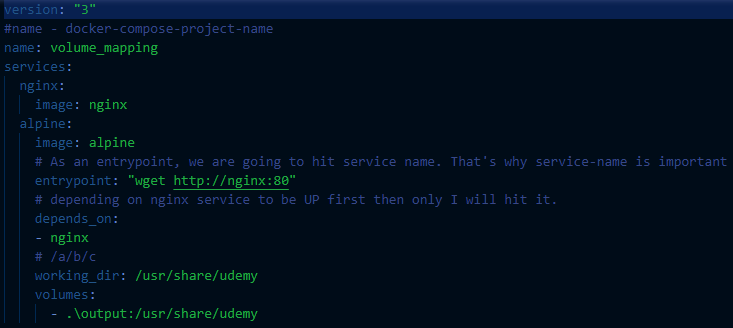 version: "3"
#name - docker-compose-project-name
name: volume_mapping
services:
  nginx:
    image: nginx
  alpine:
    image: alpine
    # As an entrypoint, we are going to hit service name. That's why service-name is important
    entrypoint: "wget http://nginx:80"
    # depending on nginx service to be UP first then only I will hit it.
    depends_on:
    - nginx
    # /a/b/c
    working_dir: /usr/share/udemy
    volumes:
      - .\output:/usr/share/udemy